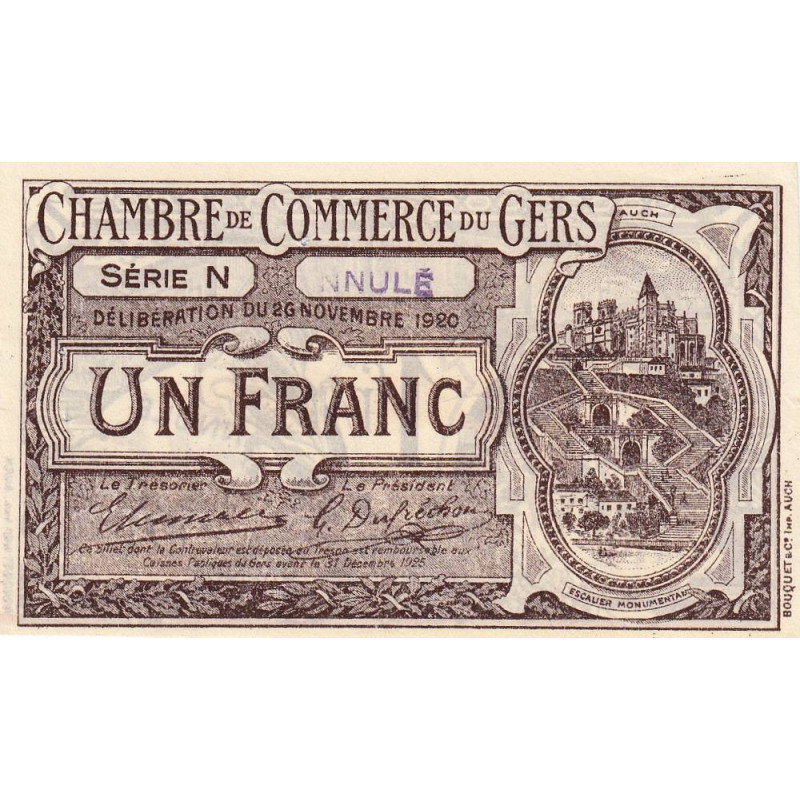 CHAMBRE DE COMMERCE DU GERS
AUCH
SÉRIE N
NNULÉ
DÉLIBÉRATION DU 26 NOVEMBRE 1920
UN FRANC
Le Trésorier Le Président
G. Dufréchou
Ce billet dont la Contrevaleur est déposée au Trésor est remboursable aux
Caisses Publiques du Gers avant le 31 Décembre 1925
ESCALIER MONUMENTAL
BOUQUET & Cie IMP. AUCH